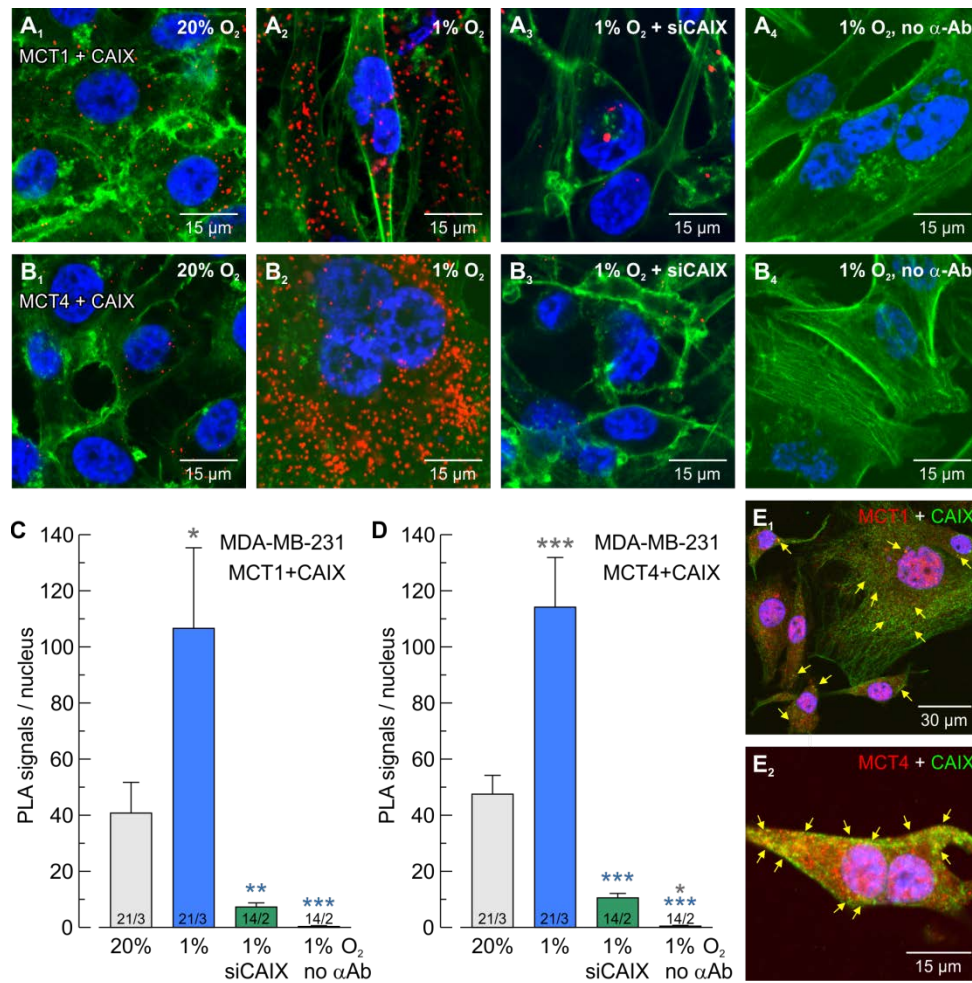 A₁ 20% O₂
MCT1 + CAIX
15 µm
A₂ 1% O₂
15 µm
A₃ 1% O₂ + siCAIX
15 µm
A₄ 1% O₂, no α-Ab
15 µm
B₁ 20% O₂
MCT4 + CAIX
15 µm
B₂ 1% O₂
15 µm
B₃ 1% O₂ + siCAIX
15 µm
B₄ 1% O₂, no α-Ab
15 µm
C
MDA-MB-231
MCT1+CAIX
PLA signals / nucleus
140
120
100
80
60
40
20
0
*
**
***
21/3 21/3 14/2 14/2
20% 1% 1% 1% O₂
siCAIX no αAb
D
MDA-MB-231
MCT4+CAIX
PLA signals / nucleus
140
120
100
80
60
40
20
0
***
***
*
***
21/3 21/3 14/2 14/2
20% 1% 1% 1% O₂
siCAIX no αAb
E₁ MCT1 + CAIX
30 µm
E₂ MCT4 + CAIX
15 µm